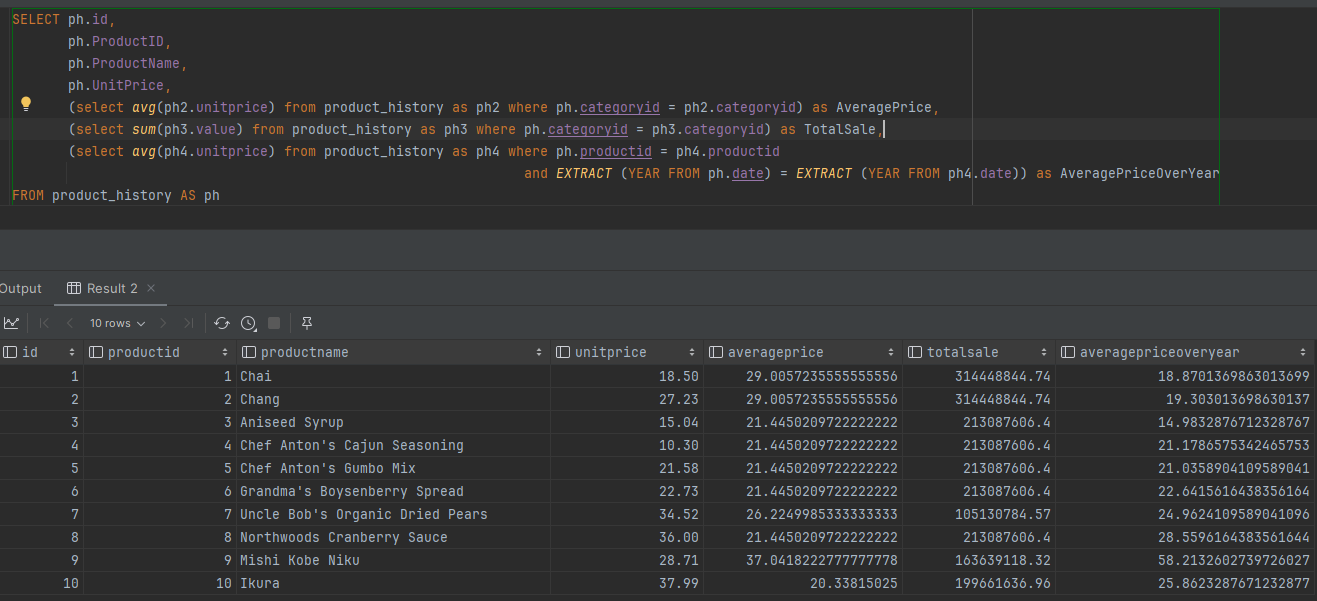 SELECT ph.id,
ph.ProductID,
ph.ProductName,
ph.UnitPrice,
(select avg(ph2.unitprice) from product_history as ph2 where ph.categoryid = ph2.categoryid) as AveragePrice,
(select sum(ph3.value) from product_history as ph3 where ph.categoryid = ph3.categoryid) as TotalSale,
(select avg(ph4.unitprice) from product_history as ph4 where ph.productid = ph4.productid
and EXTRACT (YEAR FROM ph.date) = EXTRACT (YEAR FROM ph4.date)) as AveragePriceOverYear
FROM product_history AS ph
Output Result 2
10 rows
id productid productname unitprice averageprice totalsale averagepriceoveryear
1 1 Chai 18.50 29.0057235555555556 314448844.74 18.8701369863013699
2 2 Chang 27.23 29.0057235555555556 314448844.74 19.303013698630137
3 3 Aniseed Syrup 15.04 21.4450209722222222 213087606.4 14.9832876712328767
4 4 Chef Anton's Cajun Seasoning 10.30 21.4450209722222222 213087606.4 21.1786575342465753
5 5 Chef Anton's Gumbo Mix 21.58 21.4450209722222222 213087606.4 21.0358904109589041
6 6 Grandma's Boysenberry Spread 22.73 21.4450209722222222 213087606.4 22.6415616438356164
7 7 Uncle Bob's Organic Dried Pears 34.52 26.2249985333333333 105130784.57 24.9624109589041096
8 8 Northwoods Cranberry Sauce 36.00 21.4450209722222222 213087606.4 28.5596164383561644
9 9 Mishi Kobe Niku 28.71 37.0418222777777778 163639118.32 58.2132602739726027
10 10 Ikura 37.99 20.33815025 199661636.96 25.8623287671232877